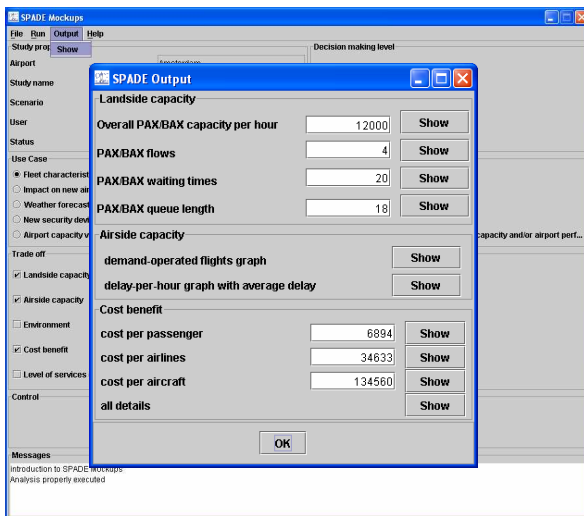 SPADE Mockups
File Run Output Help
Show
Study prop
Decision making level
Airport
Study name
Scenario
User
Status
Use Case
Fleet characterist
Impact on new air
Weather forecast
New security devi
Airport capacity v
capacity and/or airport perf...
Trade off
Landside capacity
Airside capacity
Environment
Cost benefit
Level of services
Control
Messages
Introduction to SPADE Mockups
Analysis properly executed
SPADE Output
Landside capacity
Overall PAX/BAX capacity per hour 12000 Show
PAX/BAX flows 4 Show
PAX/BAX waiting times 20 Show
PAX/BAX queue length 18 Show
Airside capacity
demand-operated flights graph Show
delay-per-hour graph with average delay Show
Cost benefit
cost per passenger 6894 Show
cost per airlines 34633 Show
cost per aircraft 134560 Show
all details Show
OK